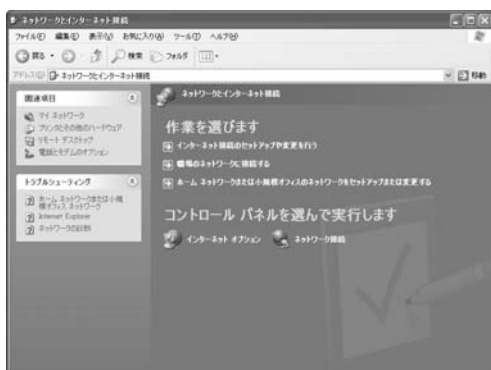 ネットワークとインターネット接続
ファイル(F) 編集(E) 表示(V) お気に入り(A) ツール(T) ヘルプ(H)
戻る 検索 フォルダ
アドレス(D) ネットワークとインターネット接続 移動
関連項目
マイ ネットワーク
プリンタとその他のハードウェア
リモート デスクトップ
電話とモデムのオプション
トラブルシューティング
ホーム ネットワークまたは小規
模オフィス ネットワーク
Internet Explorer
ネットワークの診断
ネットワークとインターネット接続
作業を選びます
インターネット接続のセットアップや変更を行う
職場のネットワークに接続する
ホーム ネットワークまたは小規模オフィスのネットワークをセットアップまたは変更する
コントロール パネルを選んで実行します
インターネット オプション ネットワーク接続